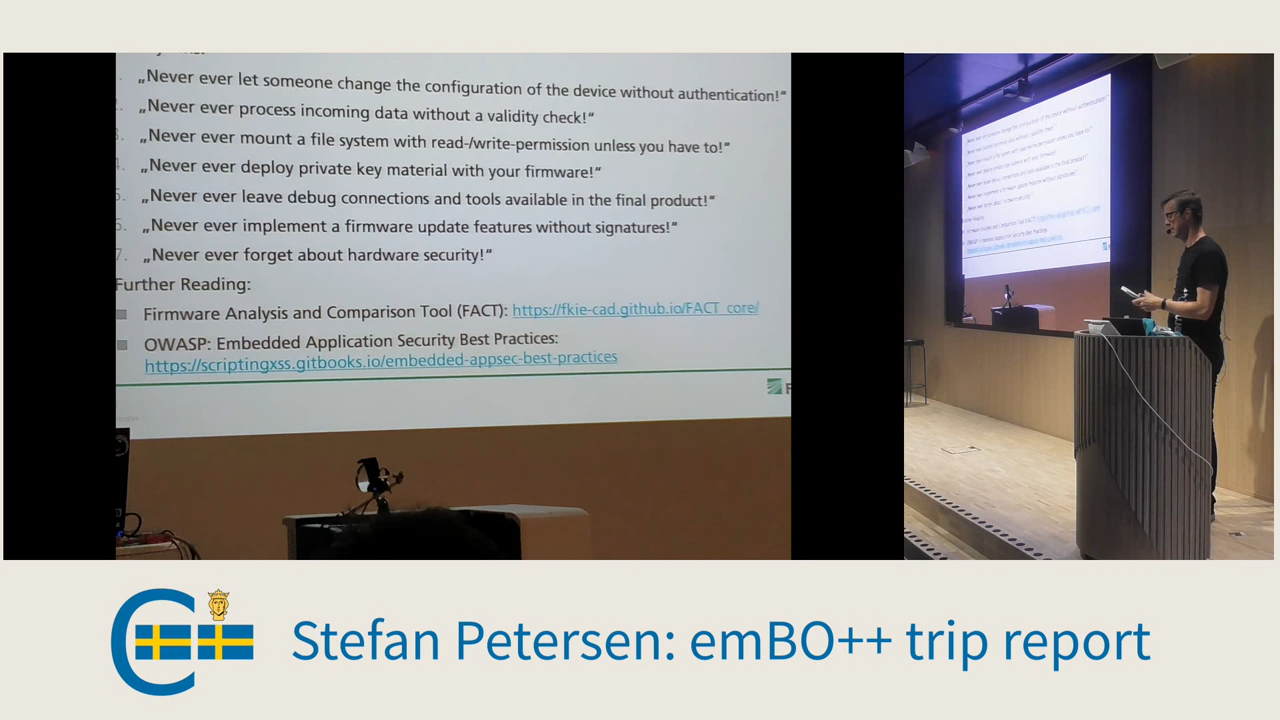 „Never ever let someone change the configuration of the device without authentication!“
„Never ever process incoming data without a validity check!“
3. „Never ever mount a file system with read-/write-permission unless you have to!“
„Never ever deploy private key material with your firmware!“
5. „Never ever leave debug connections and tools available in the final product!“
6. „Never ever implement a firmware update features without signatures!“
7. „Never ever forget about hardware security!“
Further Reading:
Firmware Analysis and Comparison Tool (FACT): https://fkie-cad.github.io/FACT_core/
OWASP: Embedded Application Security Best Practices:
https://scriptingxss.gitbooks.io/embedded-appsec-best-practices
Stefan Petersen: emBO++ trip report